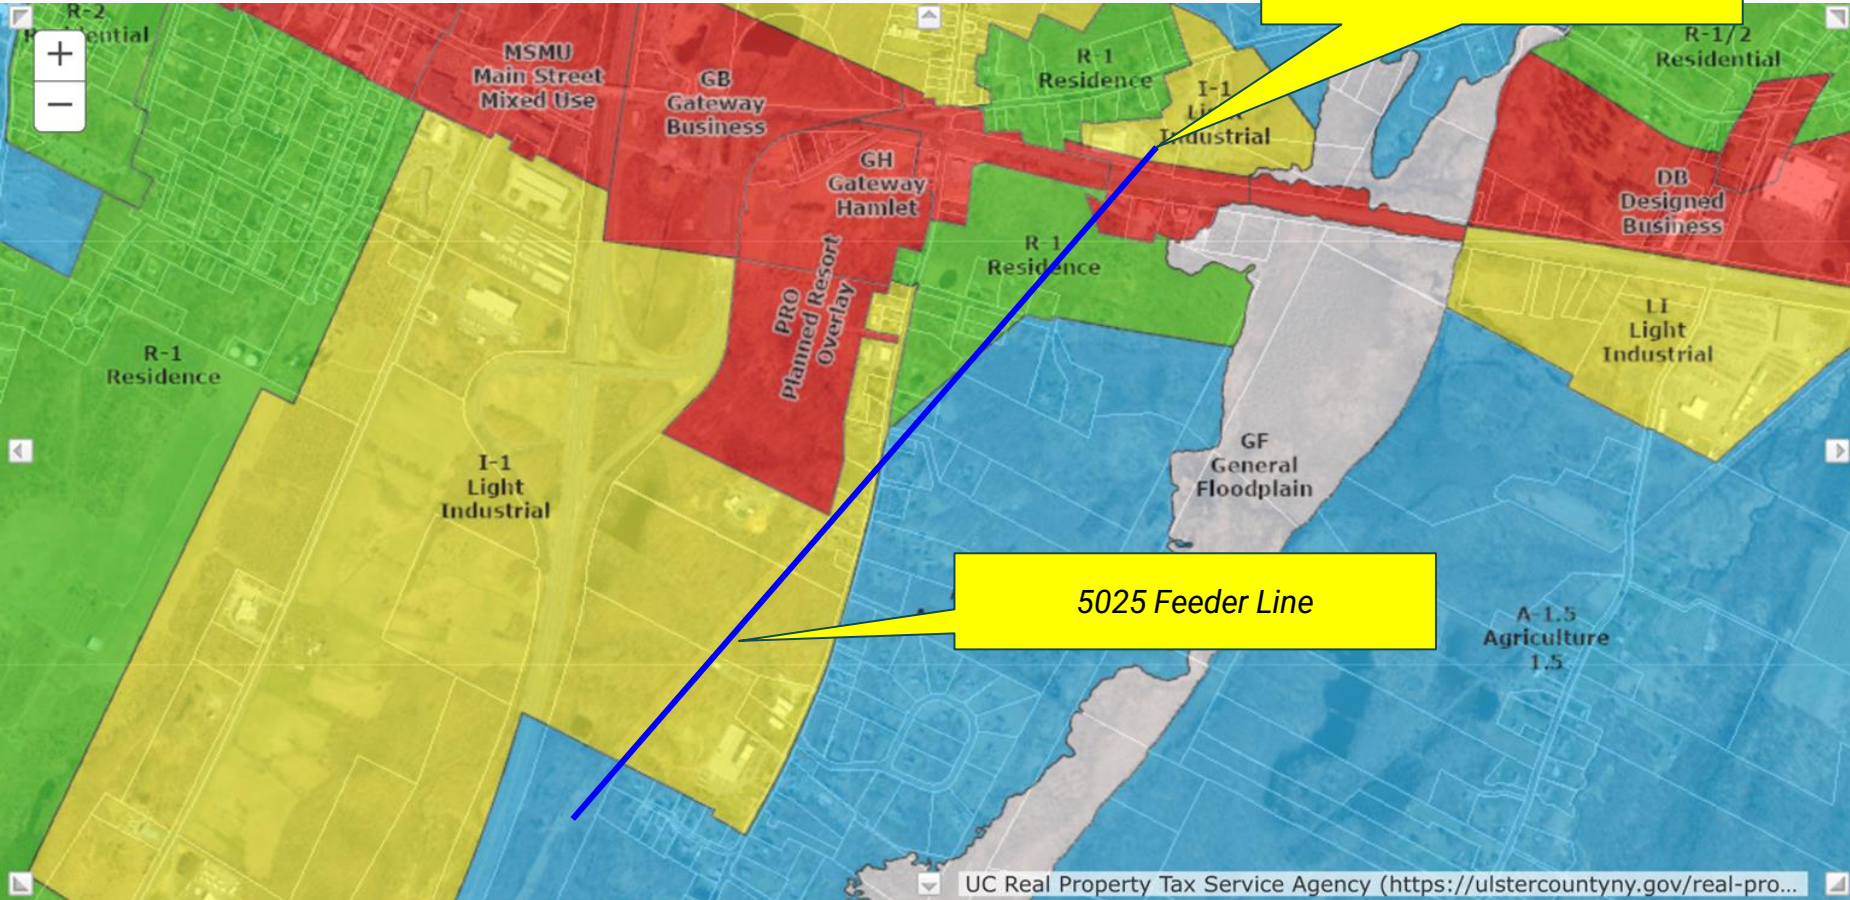 R-2
Residential
+
−
MSMU
Main Street
Mixed Use
GB
Gateway
Business
R-1
Residence
I-1
Light
Industrial
R-1/2
Residential
GH
Gateway
Hamlet
DB
Designed
Business
R-1
Residence
PRO
Planned Resort
Overlay
LI
Light
Industrial
R-1
Residence
I-1
Light
Industrial
GF
General
Floodplain
5025 Feeder Line
A-1.5
Agriculture
1.5
UC Real Property Tax Service Agency (https://ulstercountyny.gov/real-pro...